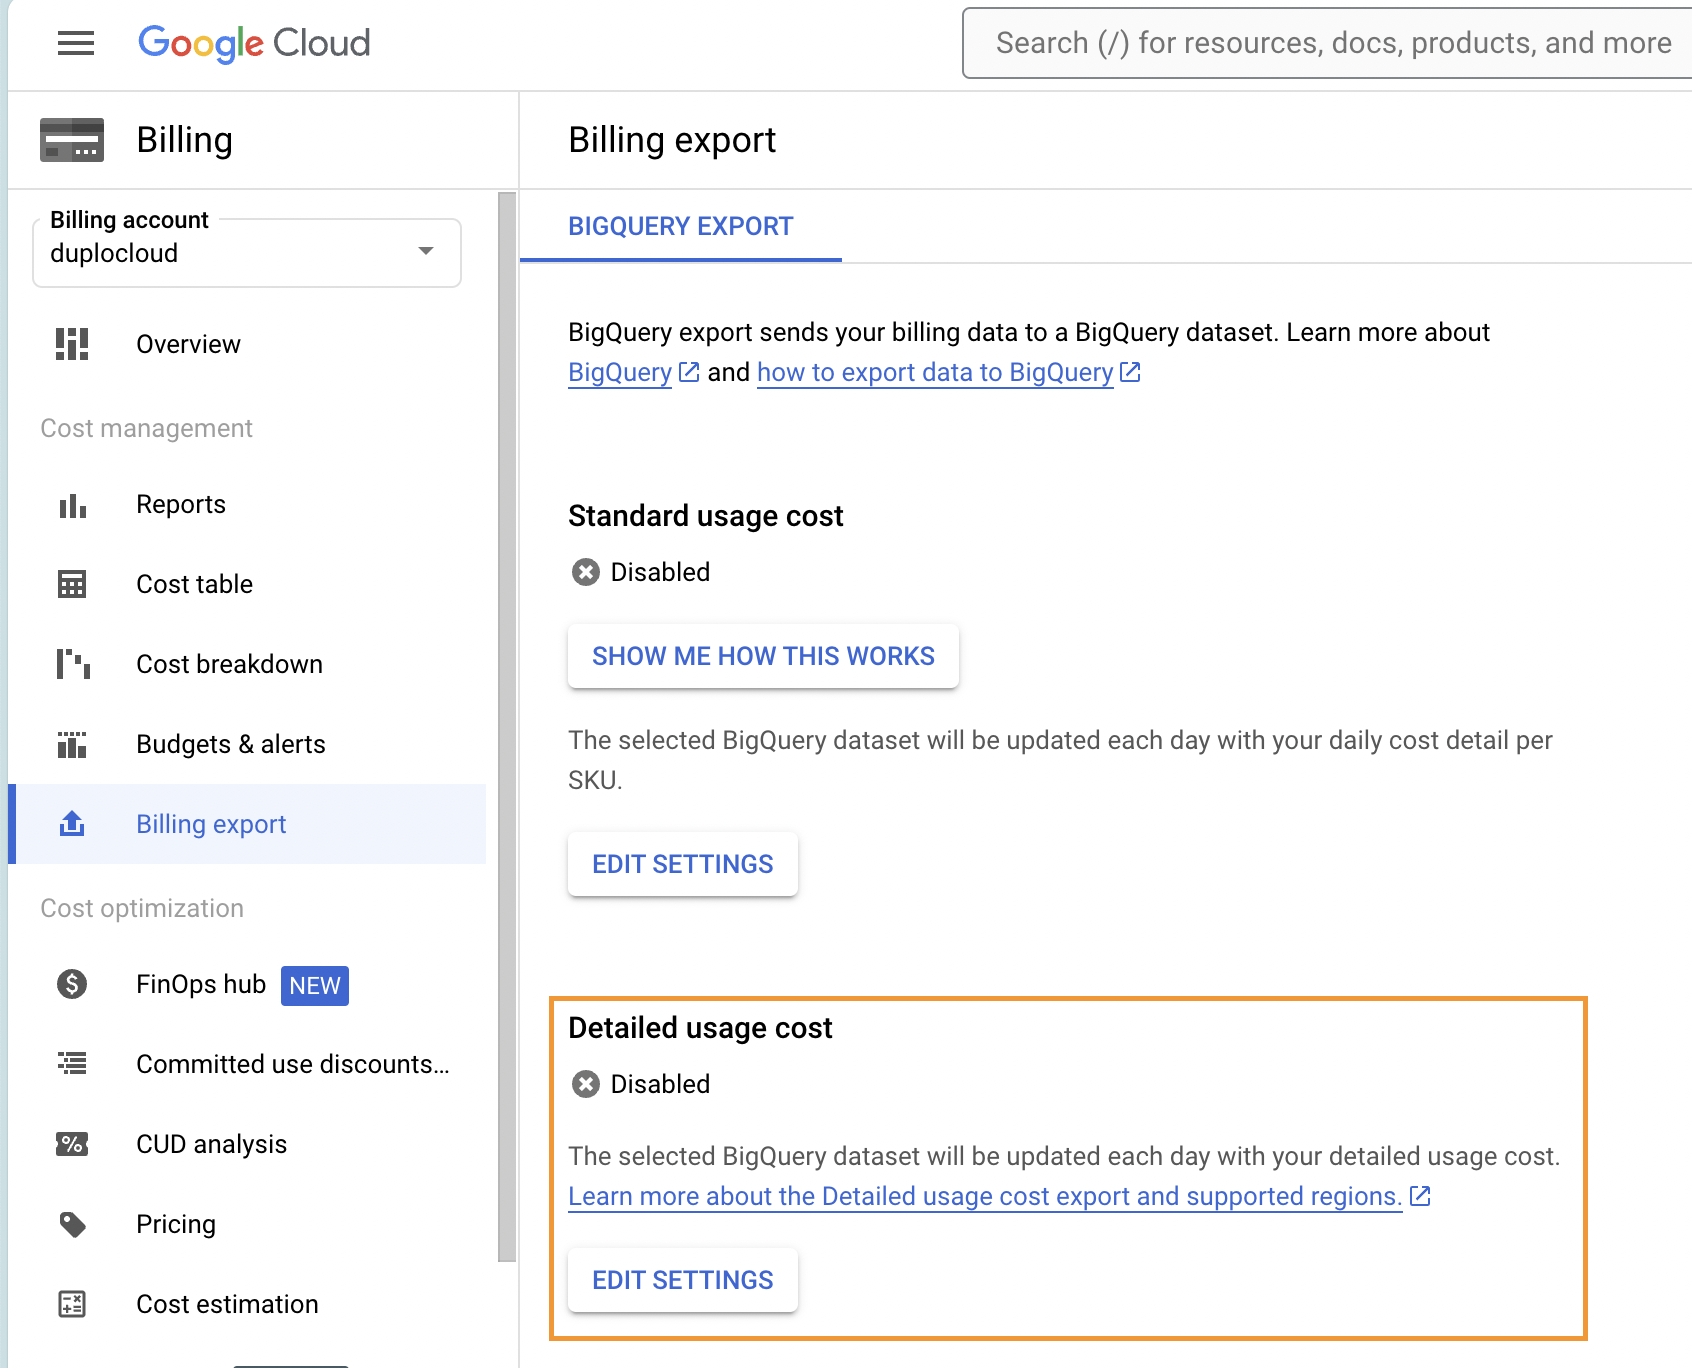 Google Cloud
Search (/) for resources, docs, products, and more
Billing
Billing account
duplocloud
Overview
Cost management
Reports
Cost table
Cost breakdown
Budgets & alerts
Billing export
Cost optimization
FinOps hub NEW
Committed use discounts…
CUD analysis
Pricing
Cost estimation
Billing export
BIGQUERY EXPORT
BigQuery export sends your billing data to a BigQuery dataset. Learn more about
BigQuery and how to export data to BigQuery
Standard usage cost
Disabled
SHOW ME HOW THIS WORKS
The selected BigQuery dataset will be updated each day with your daily cost detail per
SKU.
EDIT SETTINGS
Detailed usage cost
Disabled
The selected BigQuery dataset will be updated each day with your detailed usage cost.
Learn more about the Detailed usage cost export and supported regions.
EDIT SETTINGS